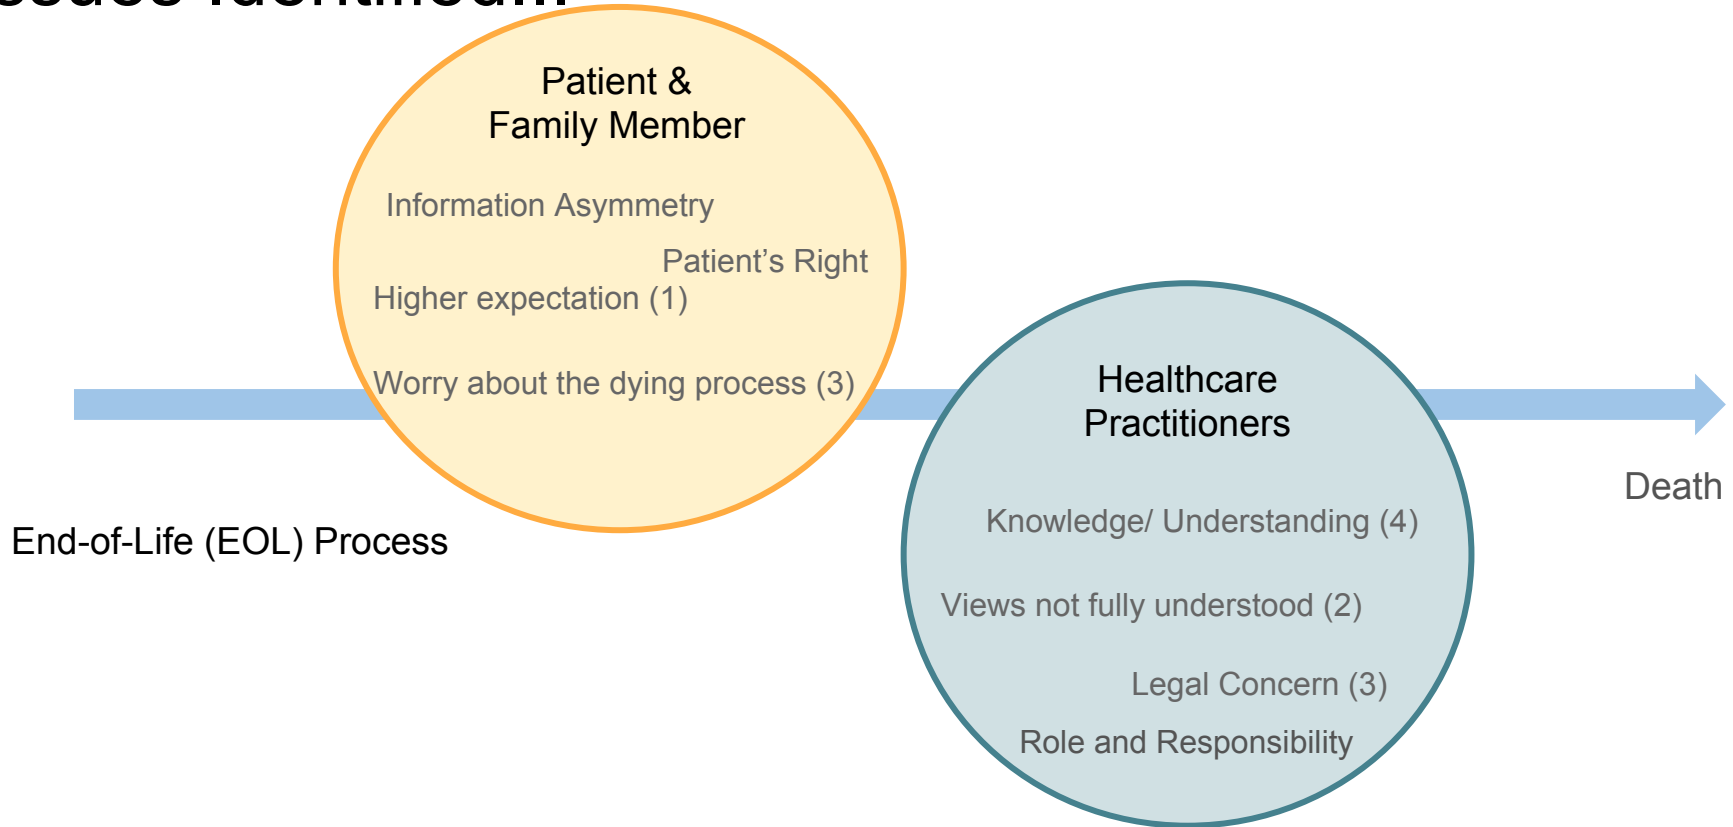 Issues Identified...
Patient &
Family Member
Information Asymmetry
Patient’s Right
Higher expectation (1)
Worry about the dying process (3)
Healthcare
Practitioners
Death
Knowledge/ Understanding (4)
End-of-Life (EOL) Process
Views not fully understood (2)
Legal Concern (3)
Role and Responsibility